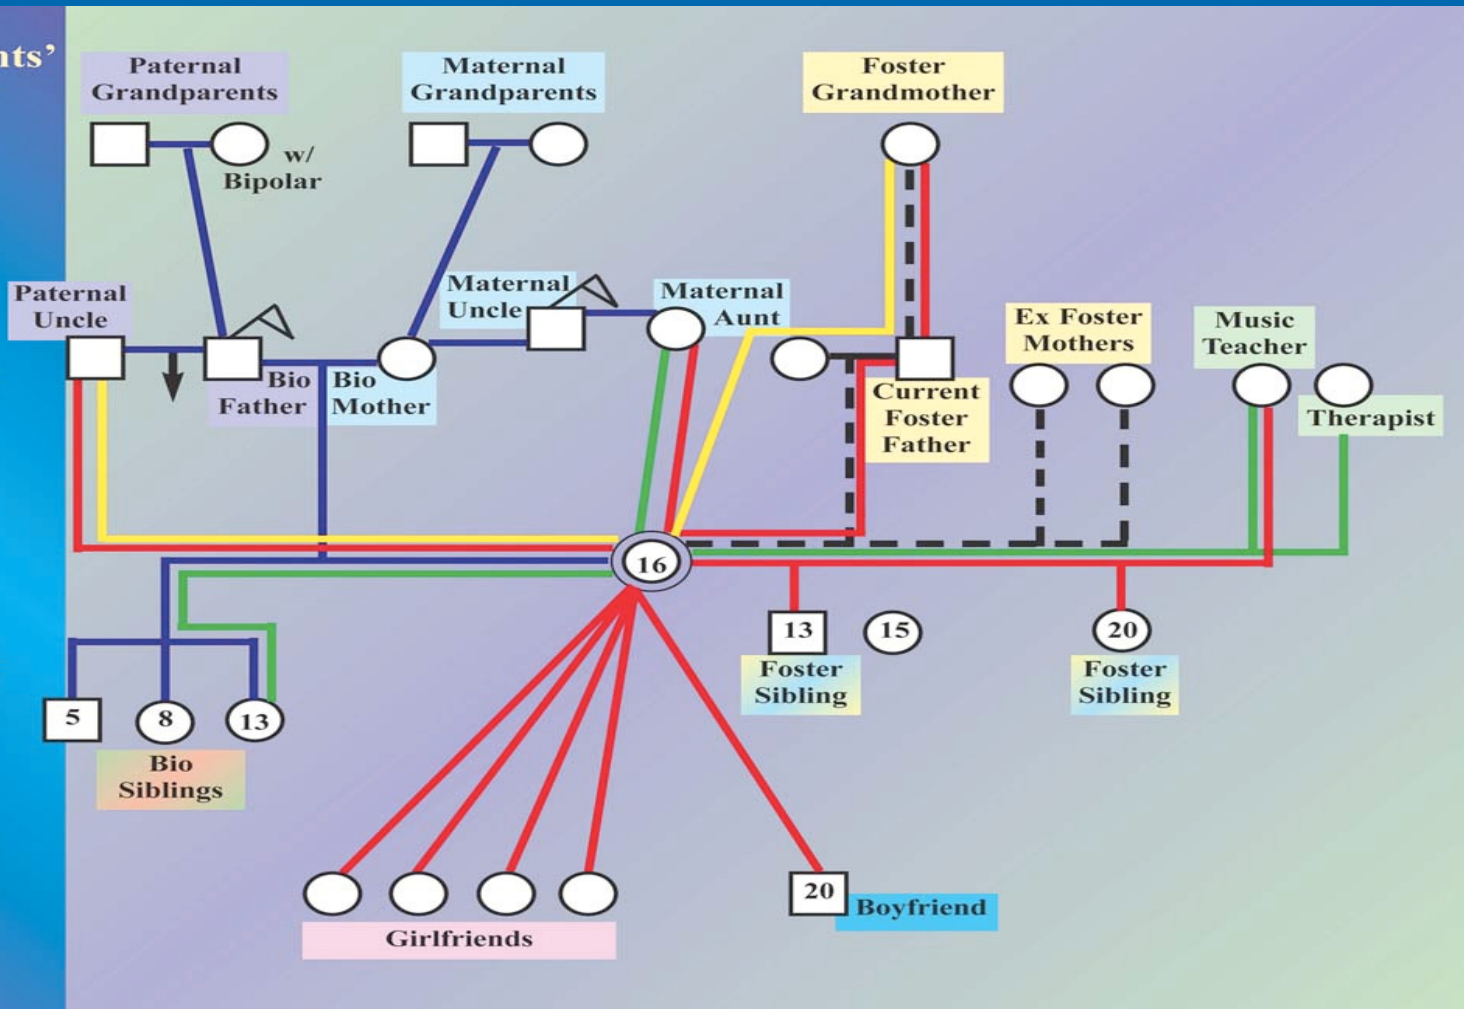 nts’
Paternal
Grandparents
Maternal
Grandparents
Foster
Grandmother
w/
Bipolar
Paternal
Uncle
Maternal
Uncle
Maternal
Aunt
Ex Foster
Mothers
Music
Teacher
Therapist
Bio
Father
Bio
Mother
Current
Foster
Father
16
13
15
20
Foster
Sibling
Foster
Sibling
5
8
13
Bio
Siblings
20
Boyfriend
Girlfriends